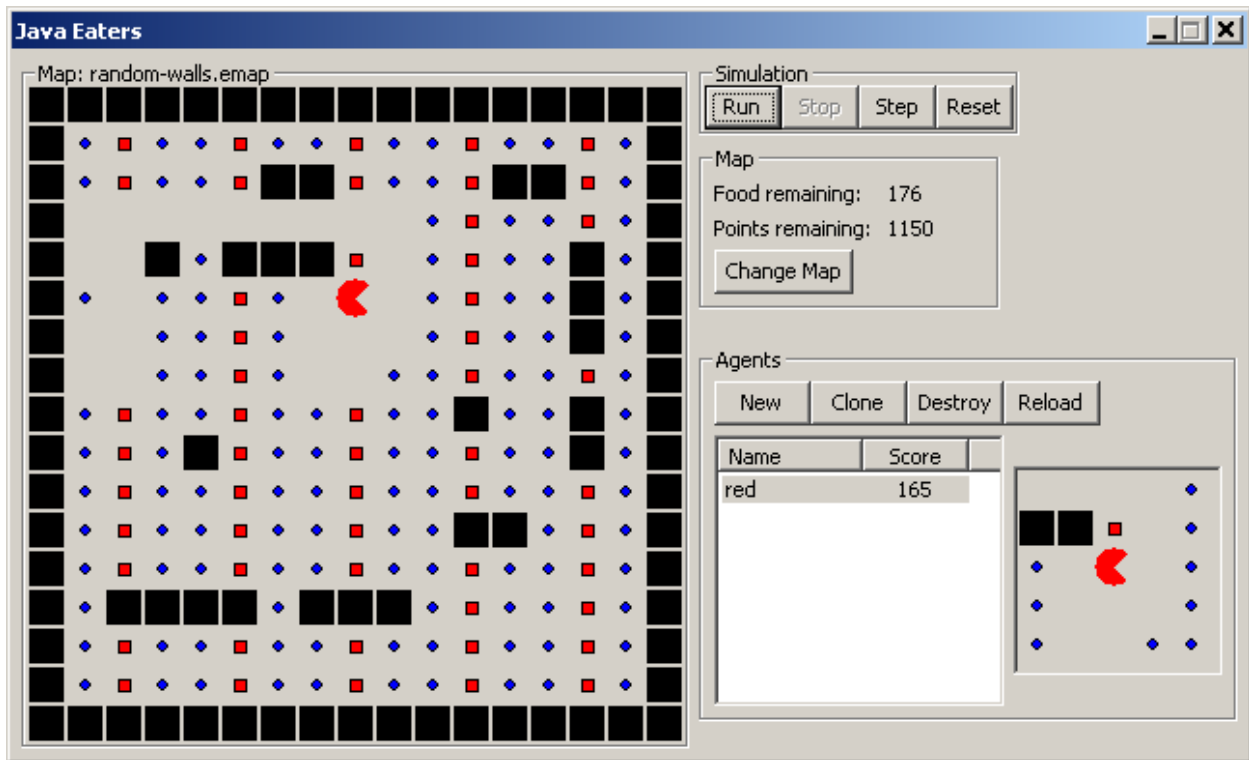 Java Eaters
Map: random-walls.emap
Simulation
Run Stop Step Reset
Map
Food remaining: 176
Points remaining: 1150
Change Map
Agents
New Clone Destroy Reload
Name Score
red 165